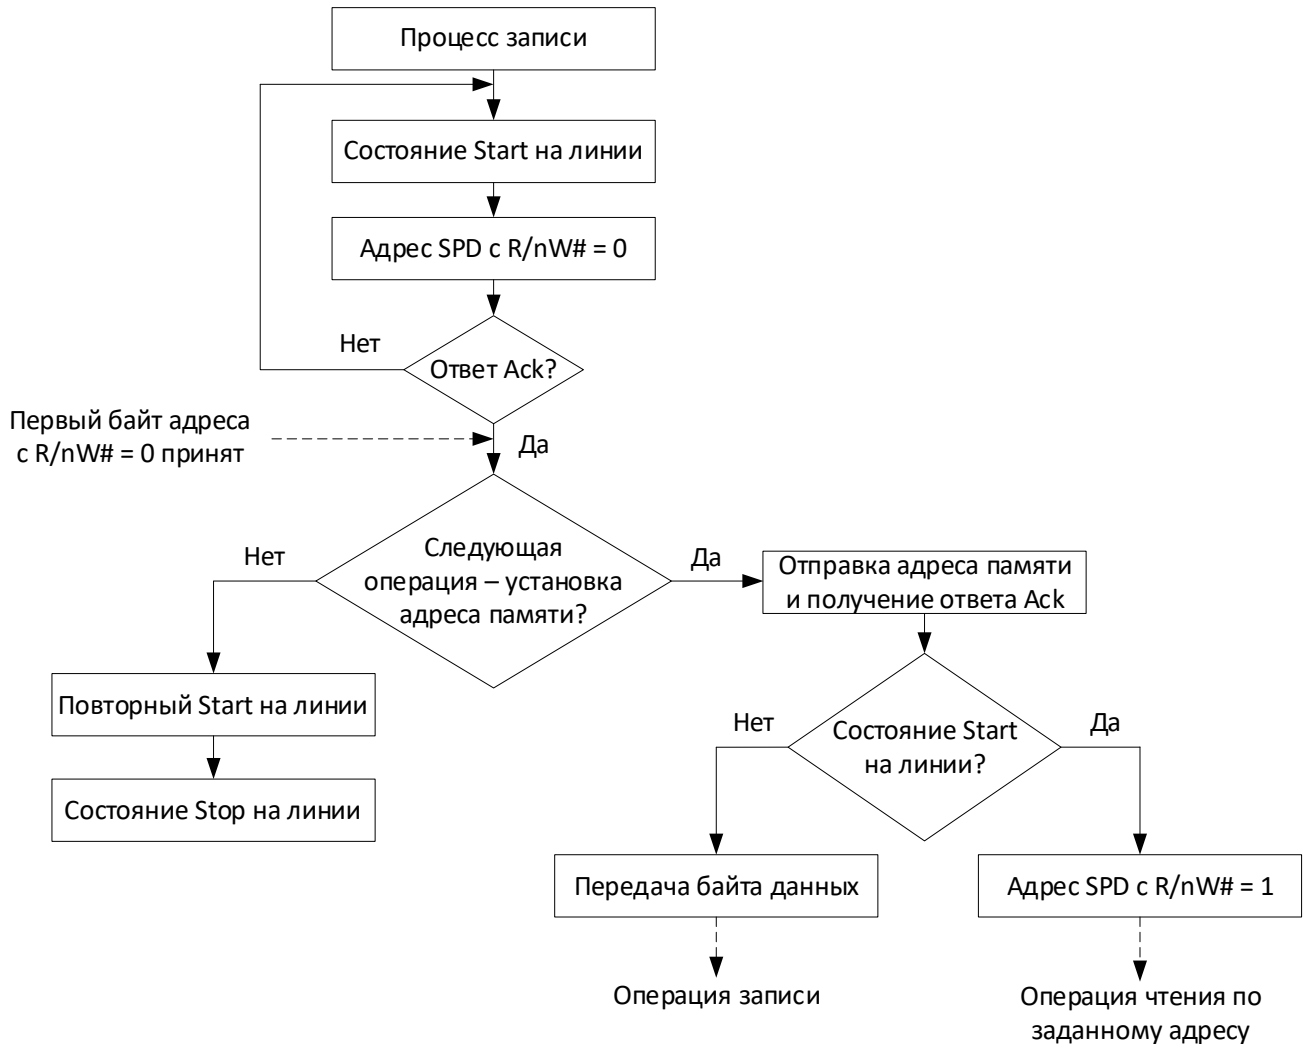 Процесс записи
Состояние Start на линии
Адрес SPD с R/nW# = 0
Нет
Ответ Ack?
Первый байт адреса
с R/nW# = 0 принят
Да
Нет
Следующая
операция – установка
адреса памяти?
Да
Отправка адреса памяти
и получение ответа Ack
Повторный Start на линии
Состояние Stop на линии
Нет
Состояние Start
на линии?
Да
Передача байта данных
Адрес SPD с R/nW# = 1
Операция записи
Операция чтения по
заданному адресу